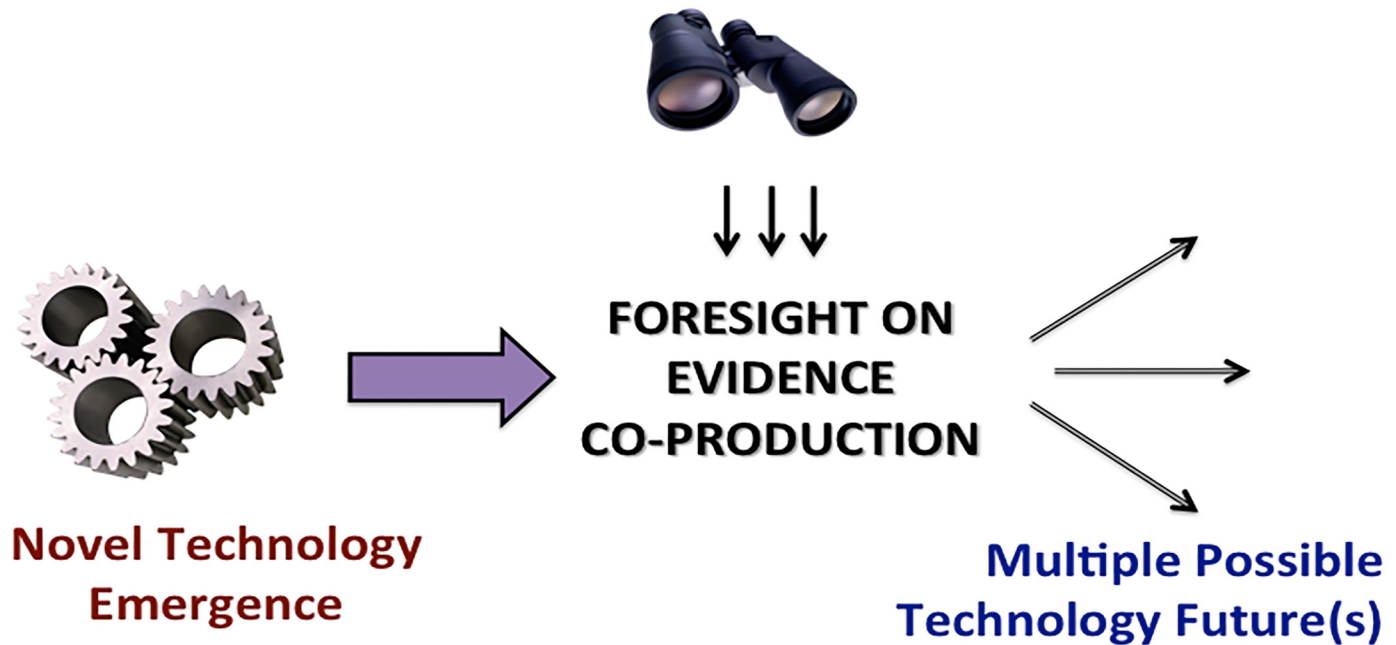 FORESIGHT ON
EVIDENCE
CO-PRODUCTION
Novel Technology
Emergence
Multiple Possible
Technology Future(s)